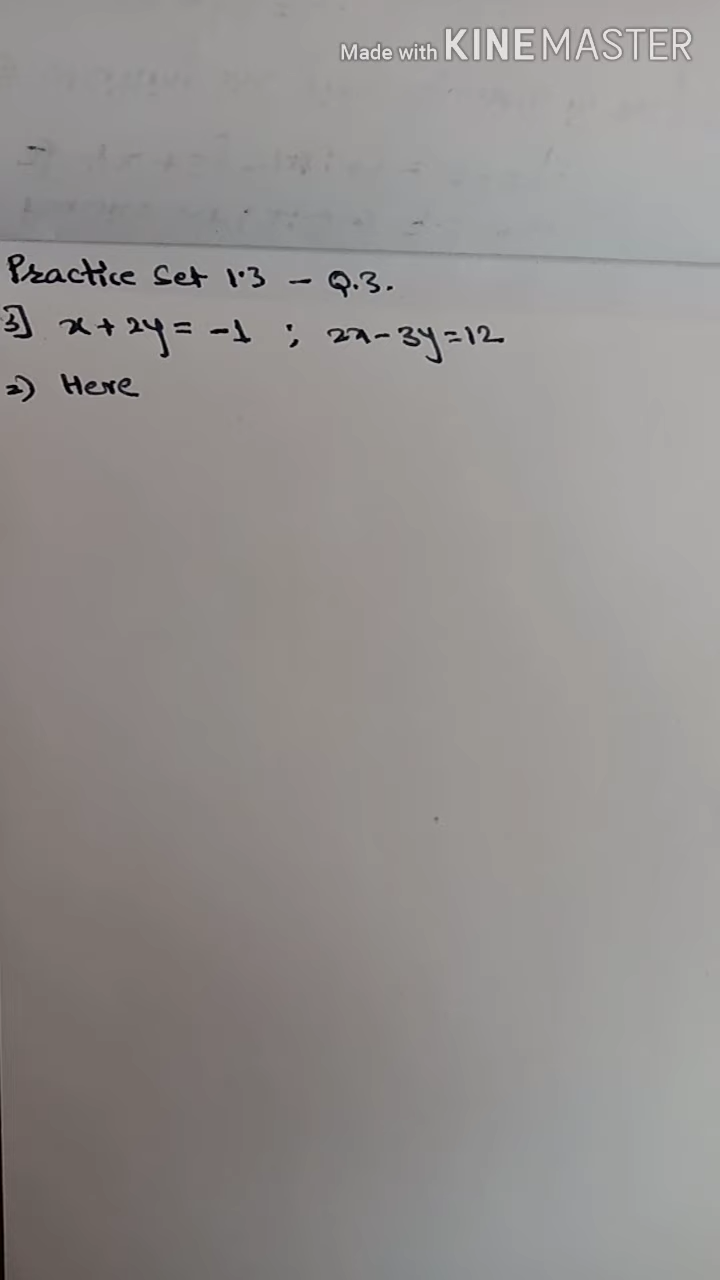 Made with KINEMASTER
Practice Set 1.3 - Q.3.
3] x + 2y = -1 ; 2x - 3y = 12
⇒) Here